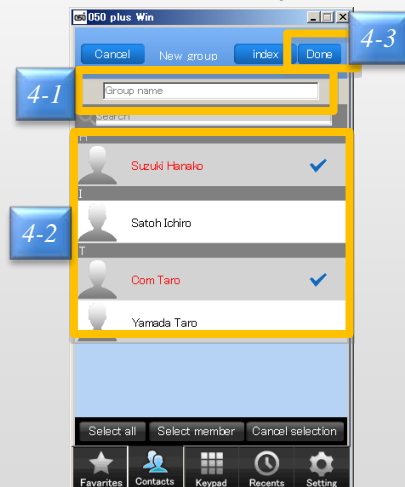 050 plus Win
4-3
Cancel New group index Done
4-1
Group name
Search
H
Suzuki Hanako
I
4-2
Satoh Ichiro
T
Com Taro
Yamada Taro
Select all Select member Cancel selection
Favorites Contacts Keypad Recents Setting